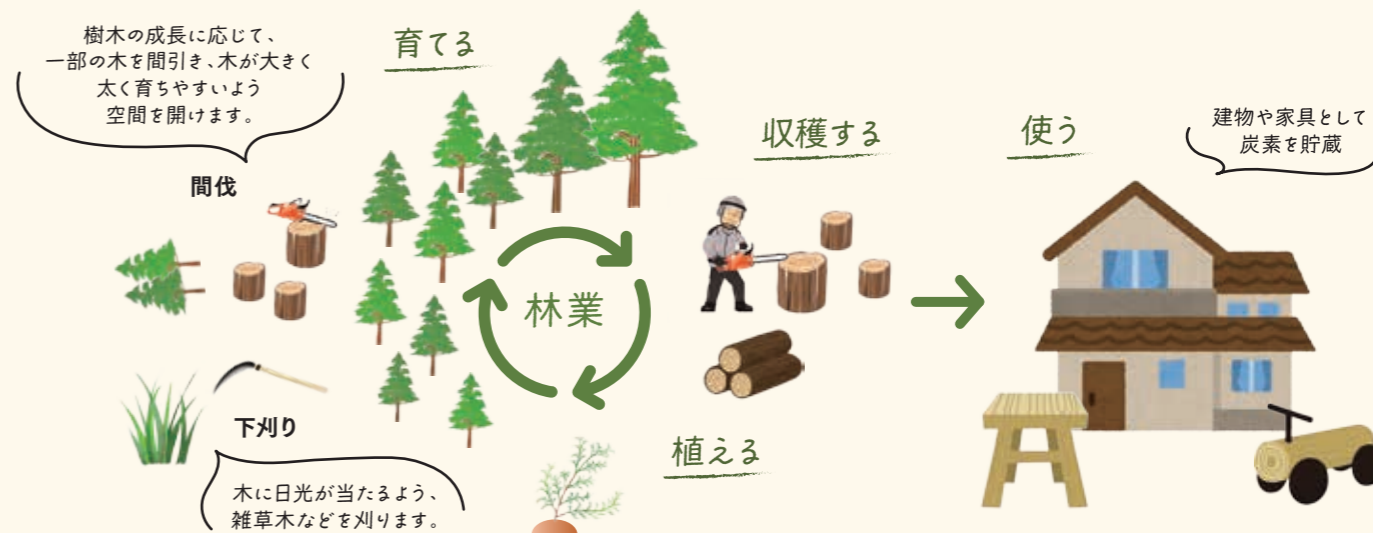 樹木の成長に応じて、
一部の木を間引き、木が大きく
太く育ちやすいよう
空間を開けます。
間伐
育てる
収穫する
使う
建物や家具として
炭素を貯蔵
林業
下刈り
木に日光が当たるよう、
雑草木などを刈ります。
植える